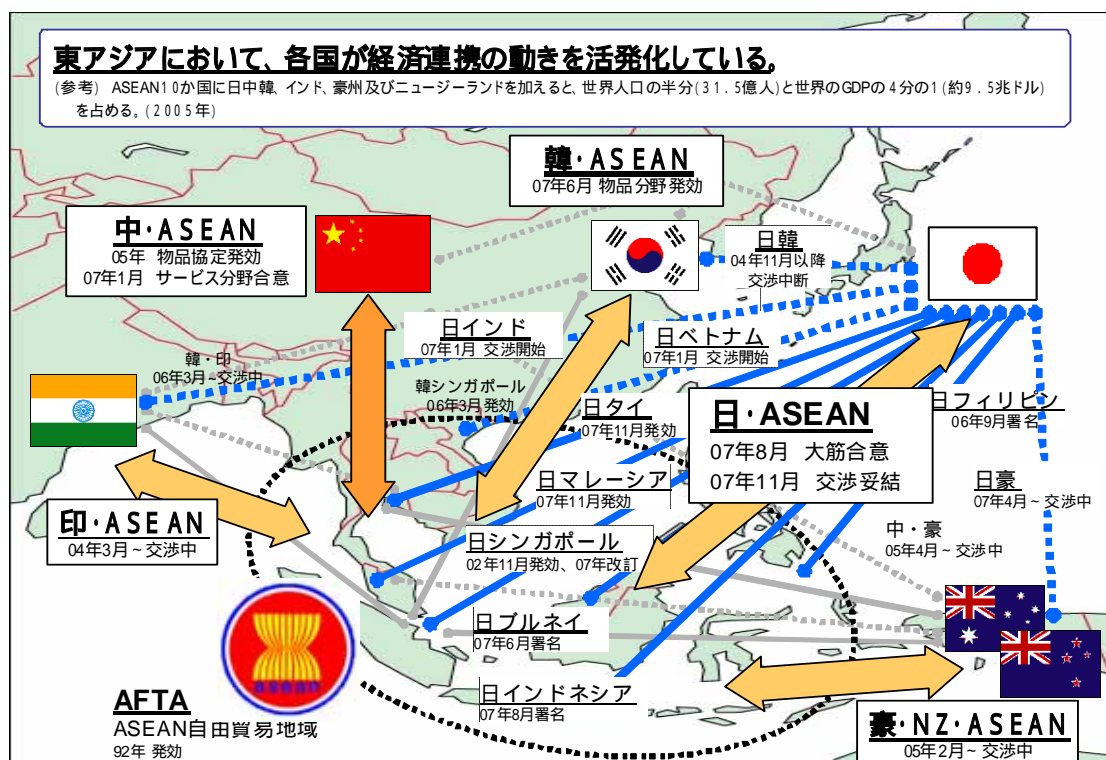 東アジアにおいて、各国が経済連携の動きを活発化している。
(参考) ASEAN10か国に日中韓、インド、豪州及びニュージーランドを加えると、世界人口の半分(31.5億人)と世界のGDPの4分の1(約9.5兆ドル)
を占める。(2005年)
韓・ASEAN
07年6月 物品分野発効
中・ASEAN
05年 物品協定発効
07年1月 サービス分野合意
日韓
04年11月以降
交渉中断
日インド
07年1月 交渉開始
日ベトナム
07年1月 交渉開始
韓・印
06年3月~交渉中
韓シンガポール
06年3月発効
日タイ
07年11月発効
日・ASEAN
07年8月 大筋合意
07年11月 交渉妥結
日フィリピン
06年9月署名
日マレーシア
07年11月発効
日豪
07年4月~交渉中
印・ASEAN
04年3月~交渉中
日シンガポール
02年11月発効、07年改訂
中・豪
05年4月~交渉中
日ブルネイ
07年6月署名
asean
日インドネシア
07年8月署名
AFTA
ASEAN自由貿易地域
92年 発効
豪・NZ・ASEAN
05年2月~交渉中